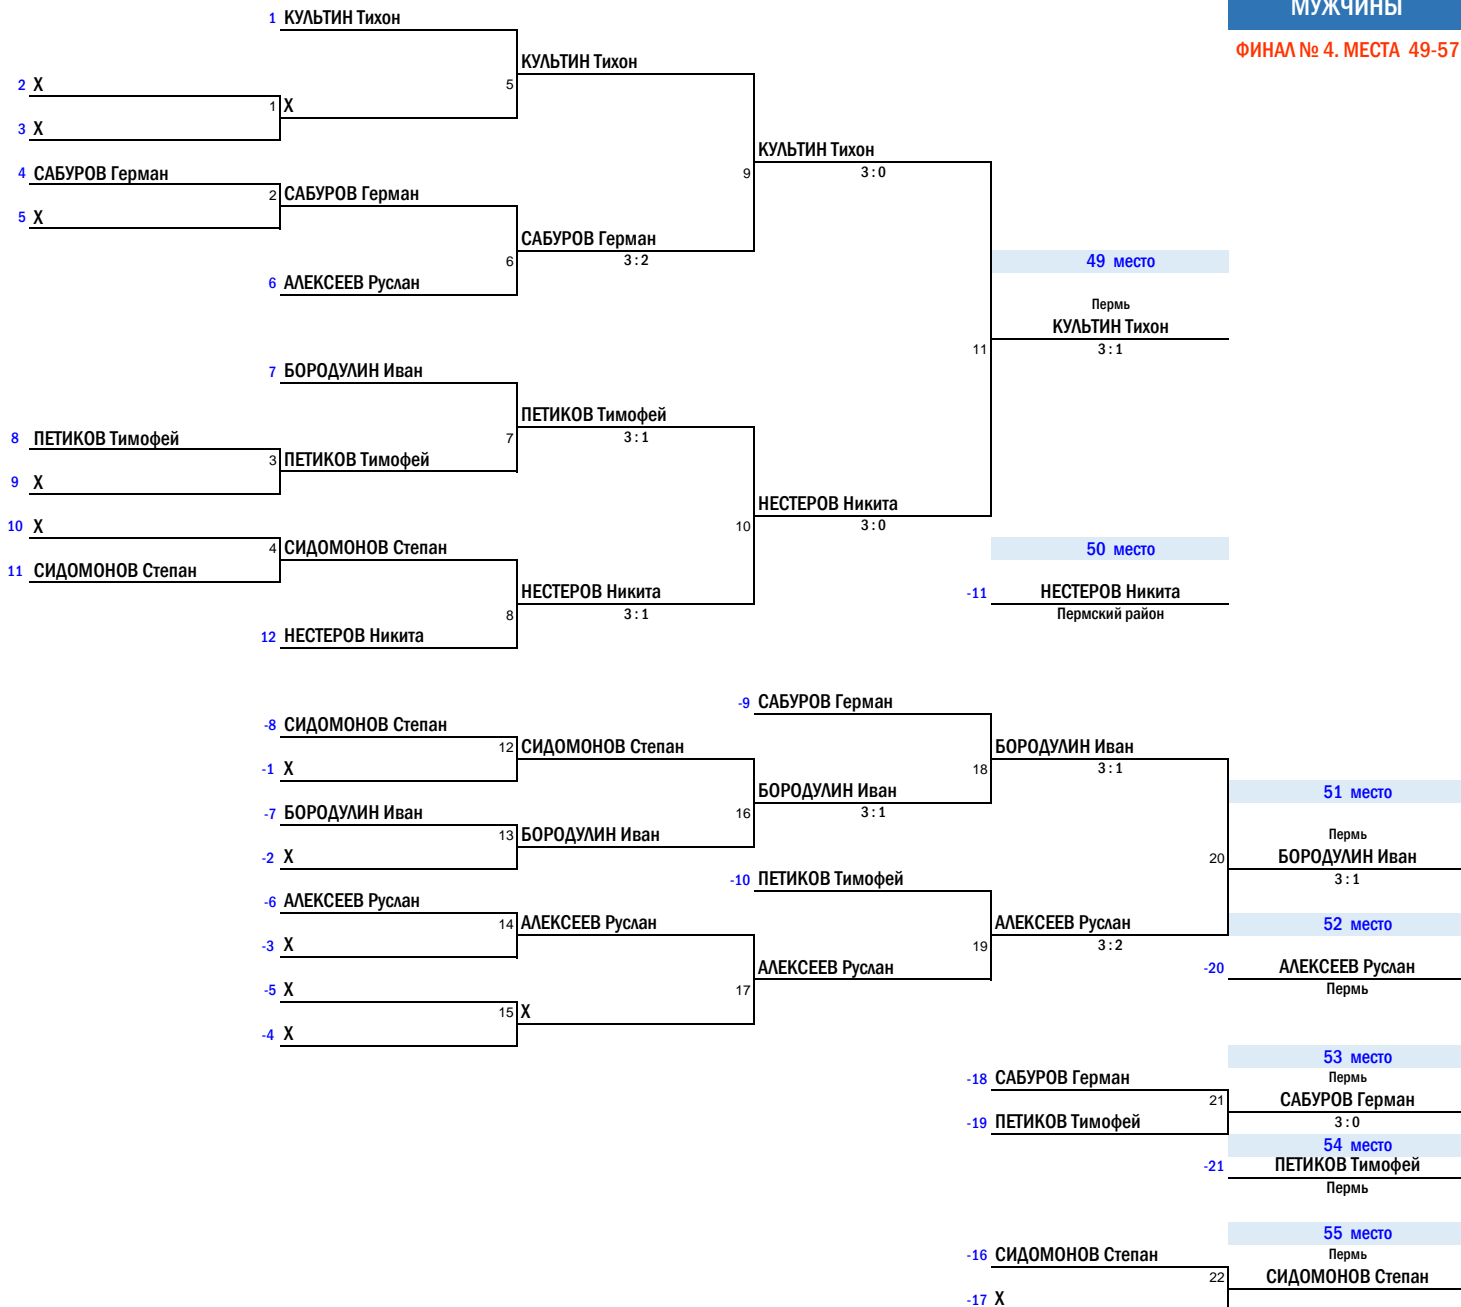 МУЖЧИНЫ
ФИНАЛ № 4. МЕСТА 49-57
1 КУЛЬТИН Тихон
КУЛЬТИН Тихон
2 X
5
1 X
3 X
КУЛЬТИН Тихон
3 : 0
4 САБУРОВ Герман
9
2 САБУРОВ Герман
5 X
САБУРОВ Герман
3 : 2
6
6 АЛЕКСЕЕВ Руслан
49 место
Пермь
КУЛЬТИН Тихон
3 : 1
11
7 БОРОДУЛИН Иван
ПЕТИКОВ Тимофей
3 : 1
8 ПЕТИКОВ Тимофей
7
3 ПЕТИКОВ Тимофей
9 X
НЕСТЕРОВ Никита
3 : 0
10 X
10
4 СИДОМОНОВ Степан
50 место
11 СИДОМОНОВ Степан
НЕСТЕРОВ Никита
3 : 1
-11 НЕСТЕРОВ Никита
Пермский район
8
12 НЕСТЕРОВ Никита
-9 САБУРОВ Герман
-8 СИДОМОНОВ Степан
12 СИДОМОНОВ Степан
БОРОДУЛИН Иван
3 : 1
-1 X
18
БОРОДУЛИН Иван
3 : 1
51 место
-7 БОРОДУЛИН Иван
16
13 БОРОДУЛИН Иван
Пермь
-2 X
20
БОРОДУЛИН Иван
3 : 1
-10 ПЕТИКОВ Тимофей
-6 АЛЕКСЕЕВ Руслан
14 АЛЕКСЕЕВ Руслан
АЛЕКСЕЕВ Руслан
3 : 2
52 место
-3 X
19
АЛЕКСЕЕВ Руслан
-20 АЛЕКСЕЕВ Руслан
Пермь
-5 X
17
15 X
-4 X
53 место
Пермь
-18 САБУРОВ Герман
21
САБУРОВ Герман
3 : 0
-19 ПЕТИКОВ Тимофей
54 место
-21 ПЕТИКОВ Тимофей
Пермь
55 место
Пермь
-16 СИДОМОНОВ Степан
22
СИДОМОНОВ Степан
-17 X